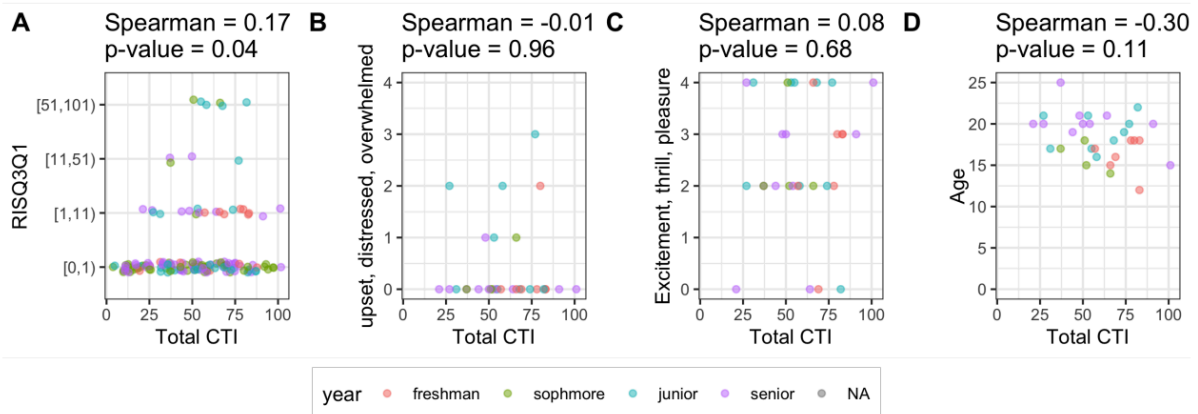 A
Spearman = 0.17
p-value = 0.04
RISQ3Q1
[51,101)
[11,51)
[1,11)
[0,1)
0 25 50 75 100
Total CTI
B
Spearman = -0.01
p-value = 0.96
upset, distressed, overwhelmed
4
3
2
1
0
0 25 50 75 100
Total CTI
C
Spearman = 0.08
p-value = 0.68
Excitement, thrill, pleasure
4
3
2
1
0
0 25 50 75 100
Total CTI
D
Spearman = -0.30
p-value = 0.11
Age
25
20
15
10
5
0
0 25 50 75 100
Total CTI
year freshman sophmore junior senior NA